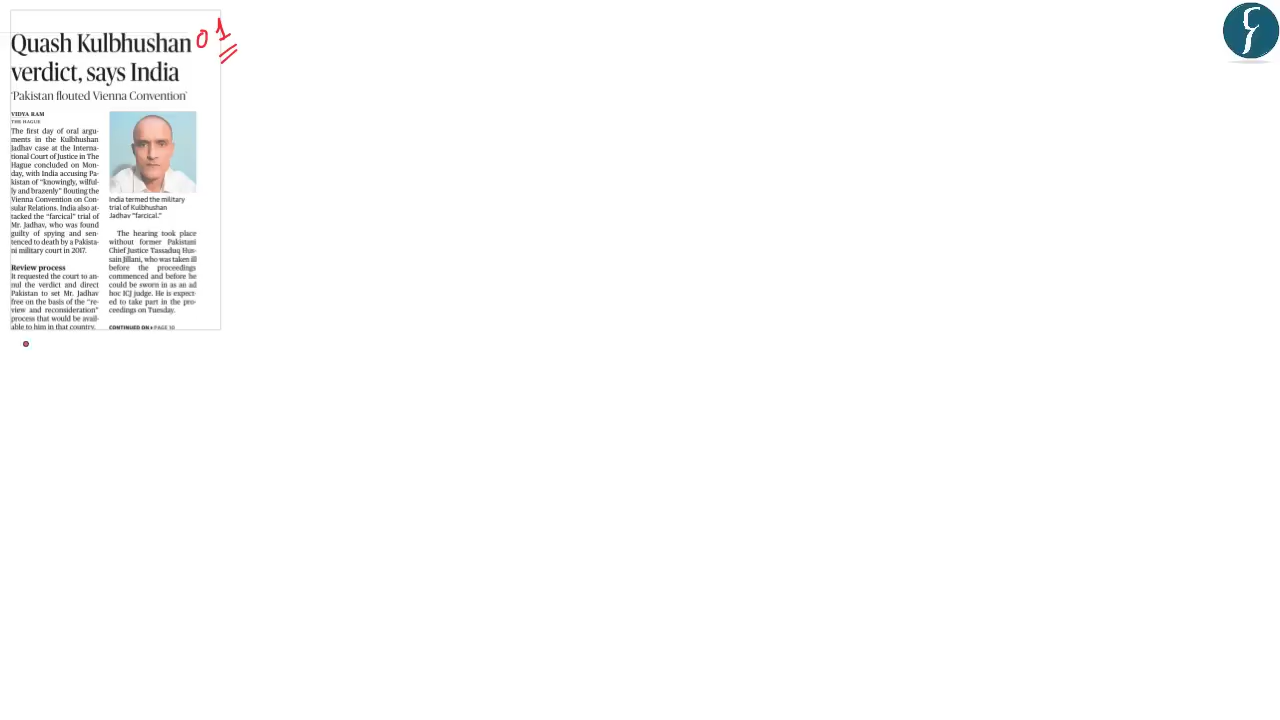 Quash Kulbhushan
verdict, says India
01
'Pakistan flouted Vienna Convention'
VIDYA RAM
THE HAGUE
The first day of oral argu-
ments in the Kulbhushan
Jadhav case at the Interna-
tional Court of Justice in The
Hague concluded on Mon-
day, with India accusing Pa-
kistan of "knowingly, wilful-
ly and brazenly" flouting the
Vienna Convention on Con-
sular Relations. India also at-
tacked the "farcical" trial of
Mr. Jadhav, who was found
guilty of spying and sen-
tenced to death by a Pakista-
ni military court in 2017.
Review process
It requested the court to an-
nul the verdict and direct
Pakistan to set Mr. Jadhav
free on the basis of the "re-
view and reconsideration"
process that would be avail-
able to him in that country.
India termed the military
trial of Kulbhushan
Jadhav "farcical."
The hearing took place
without former Pakistani
Chief Justice Tassaduq Hus-
sain Jillani, who was taken ill
before the proceedings
commenced and before he
could be sworn in as an ad
hoc ICJ judge. He is expect-
ed to take part in the pro-
ceedings on Tuesday.
CONTINUED ON ▸ PAGE 10